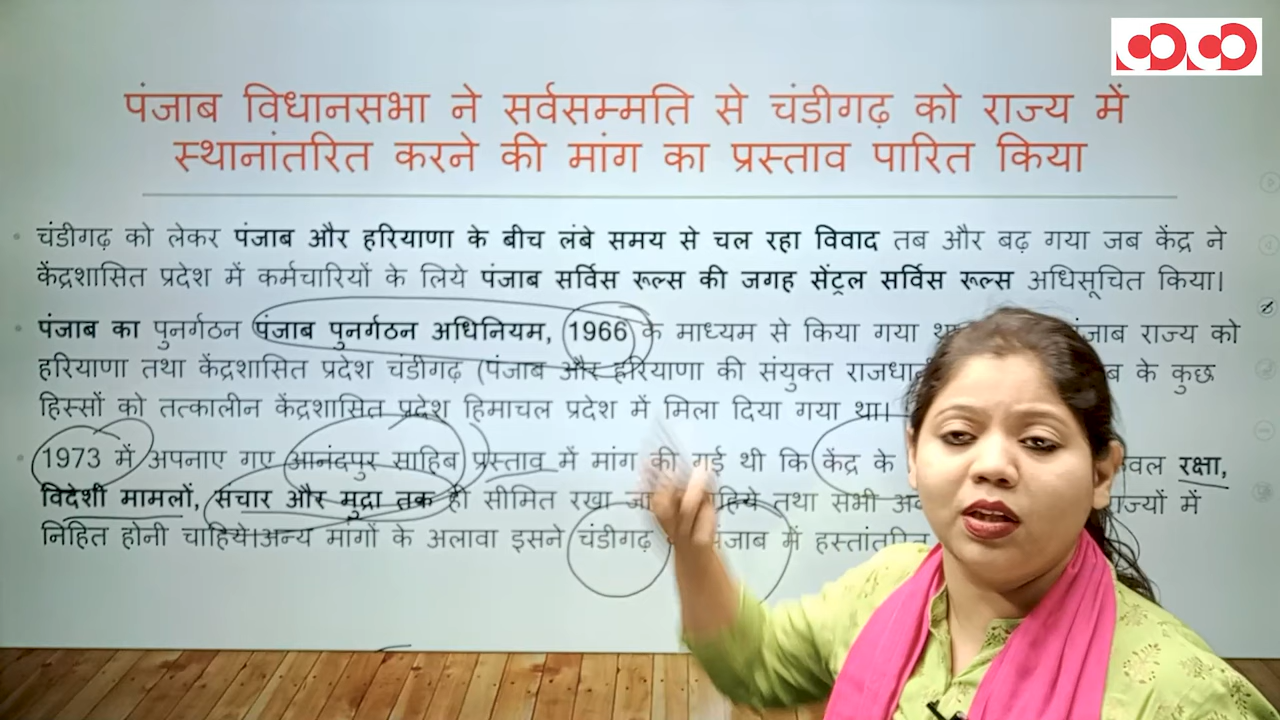 पंजाब विधानसभा ने सर्वसम्मति से चंडीगढ़ को राज्य में
स्थानांतरित करने की मांग का प्रस्ताव पारित किया
चंडीगढ़ को लेकर पंजाब और हरियाणा के बीच लंबे समय से चल रहा विवाद तब और बढ़ गया जब केंद्र ने
केंद्रशासित प्रदेश में कर्मचारियों के लिये पंजाब सर्विस रूल्स की जगह सेंट्रल सर्विस रूल्स अधिसूचित किया।
पंजाब का पुनर्गठन पंजाब पुनर्गठन अधिनियम, 1966 के माध्यम से किया गया राज्य को
हरियाणा तथा केंद्रशासित प्रदेश चंडीगढ़ (पंजाब और हरियाणा की संयुक्त के कुछ
हिस्सों को तत्कालीन केंद्रशासित प्रदेश हिमाचल प्रदेश में मिला दिया गया था।
1973 में अपनाए गए आनंदपुर साहिब प्रस्ताव में मांग की गई थी कि केंद्र के रक्षा,
विदेशी मामलों, संचार और मुद्रा तक ही सीमित रखा तथा सभी में
निहित होनी चाहिये।अन्य मांगों के अलावा इसने चंडीगढ़ पंजाब में